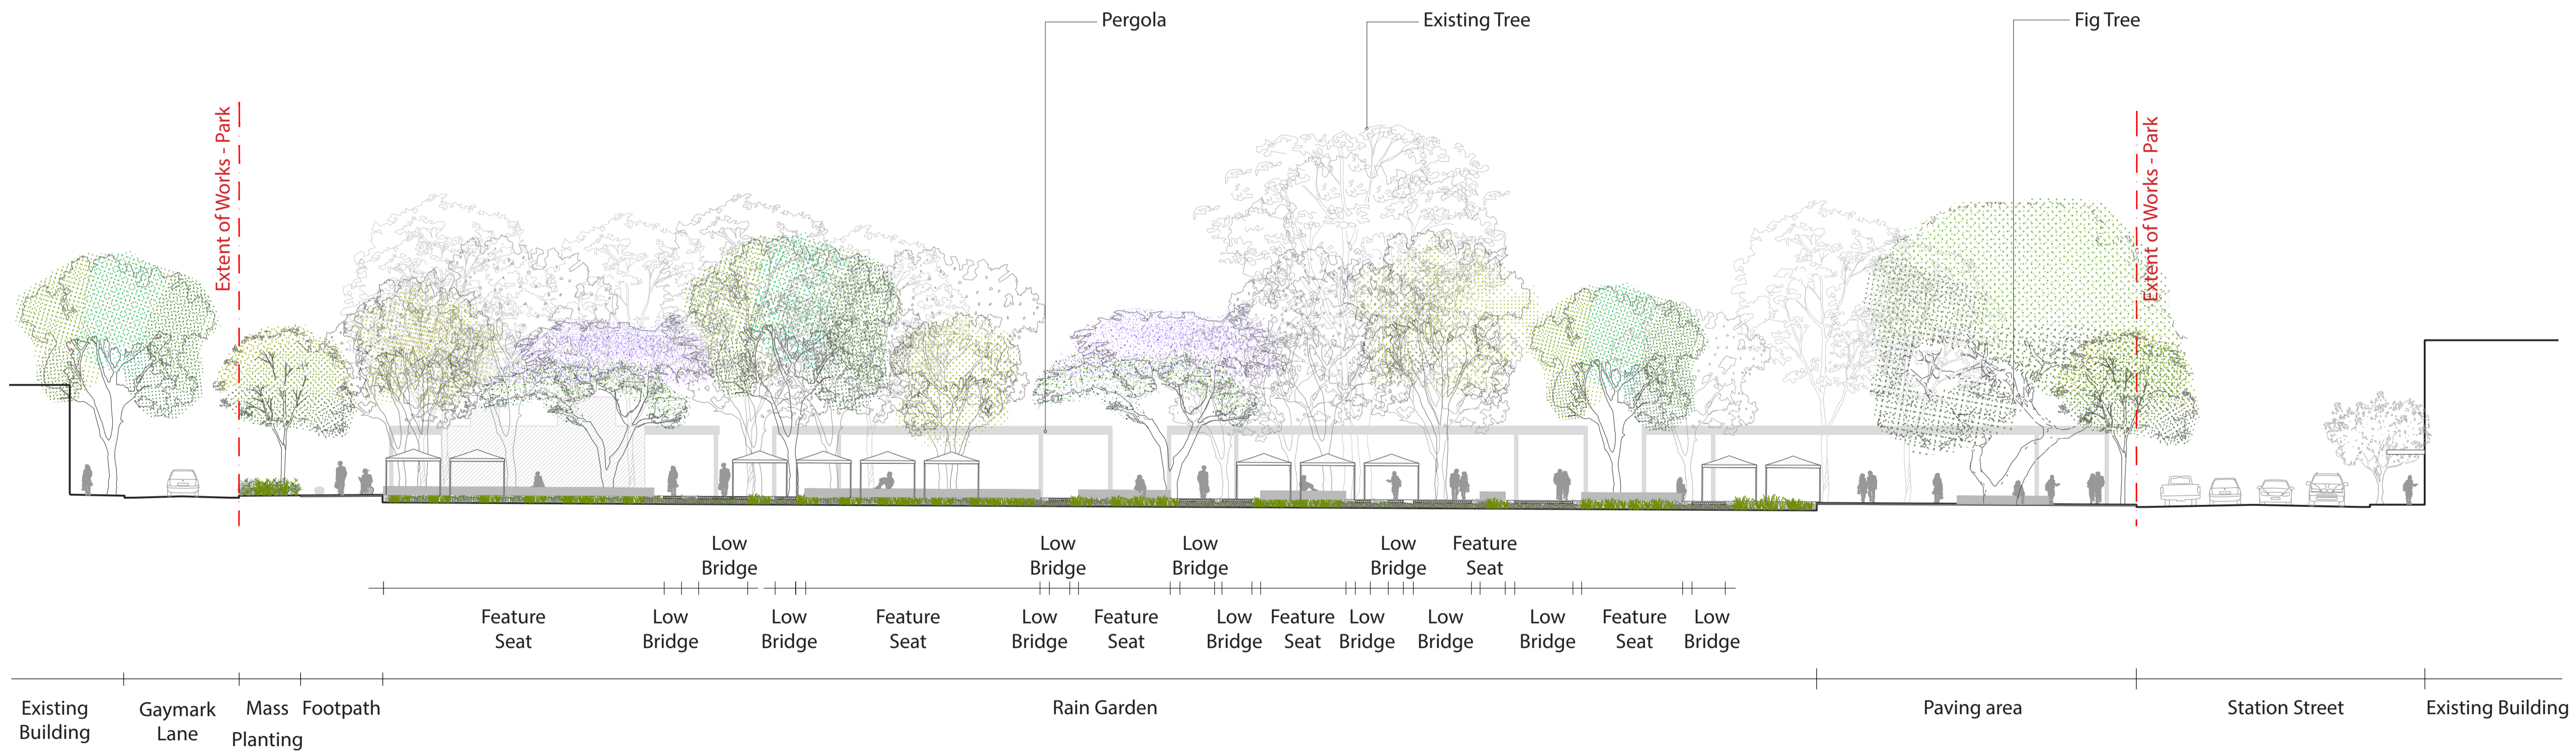 Pergola
Existing Tree
Fig Tree
Extent of Works - Park
Extent of Works - Park
Low
Bridge
Low
Bridge
Low
Bridge
Low
Bridge
Feature
Seat
Feature
Seat
Low
Bridge
Low
Bridge
Feature
Seat
Low
Bridge
Feature
Seat
Low
Bridge
Feature
Seat
Low
Bridge
Low
Bridge
Low
Bridge
Feature
Seat
Low
Bridge
Existing
Building
Gaymark
Lane
Mass
Planting
Footpath
Rain Garden
Paving area
Station Street
Existing Building